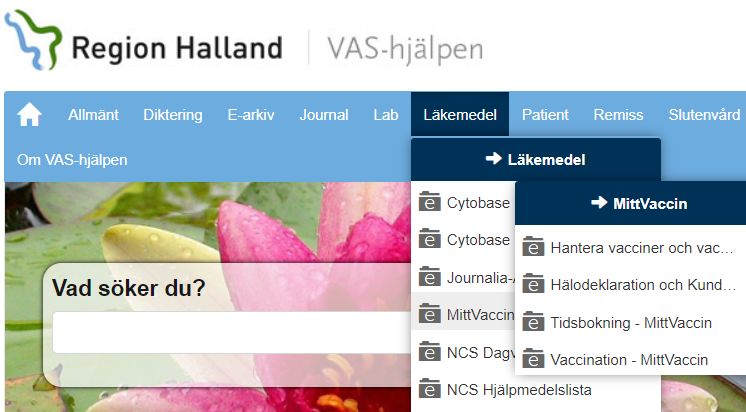 Region Halland VAS-hjälpen
Allmänt Diktering E-arkiv Journal Lab Läkemedel Patient Remiss Slutenvård
Om VAS-hjälpen
Läkemedel
Cytobase
Cytobase
Journalia-
MittVaccin
NCS Dagv
NCS Hjälpmedelslista
MittVaccin
Hantera vacciner och vac...
Hälodeklaration och Kund...
Tidsbokning - MittVaccin
Vaccination - MittVaccin
Vad söker du?